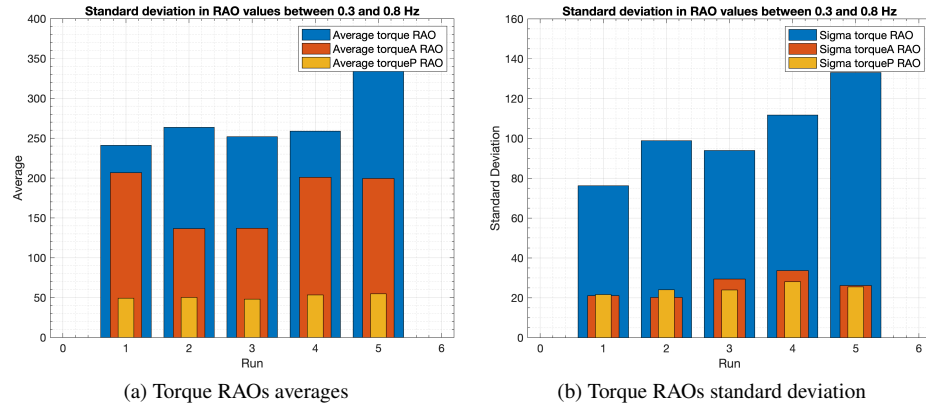 Standard deviation in RAO values between 0.3 and 0.8 Hz
Average torque RAO
Average torqueA RAO
Average torqueP RAO
400
350
300
250
200
150
100
50
0
Average
0 1 2 3 4 5 6
Run
(a) Torque RAOs averages
Standard deviation in RAO values between 0.3 and 0.8 Hz
Sigma torque RAO
Sigma torqueA RAO
Sigma torqueP RAO
160
140
120
100
80
60
40
20
0
Standard Deviation
0 1 2 3 4 5 6
Run
(b) Torque RAOs standard deviation